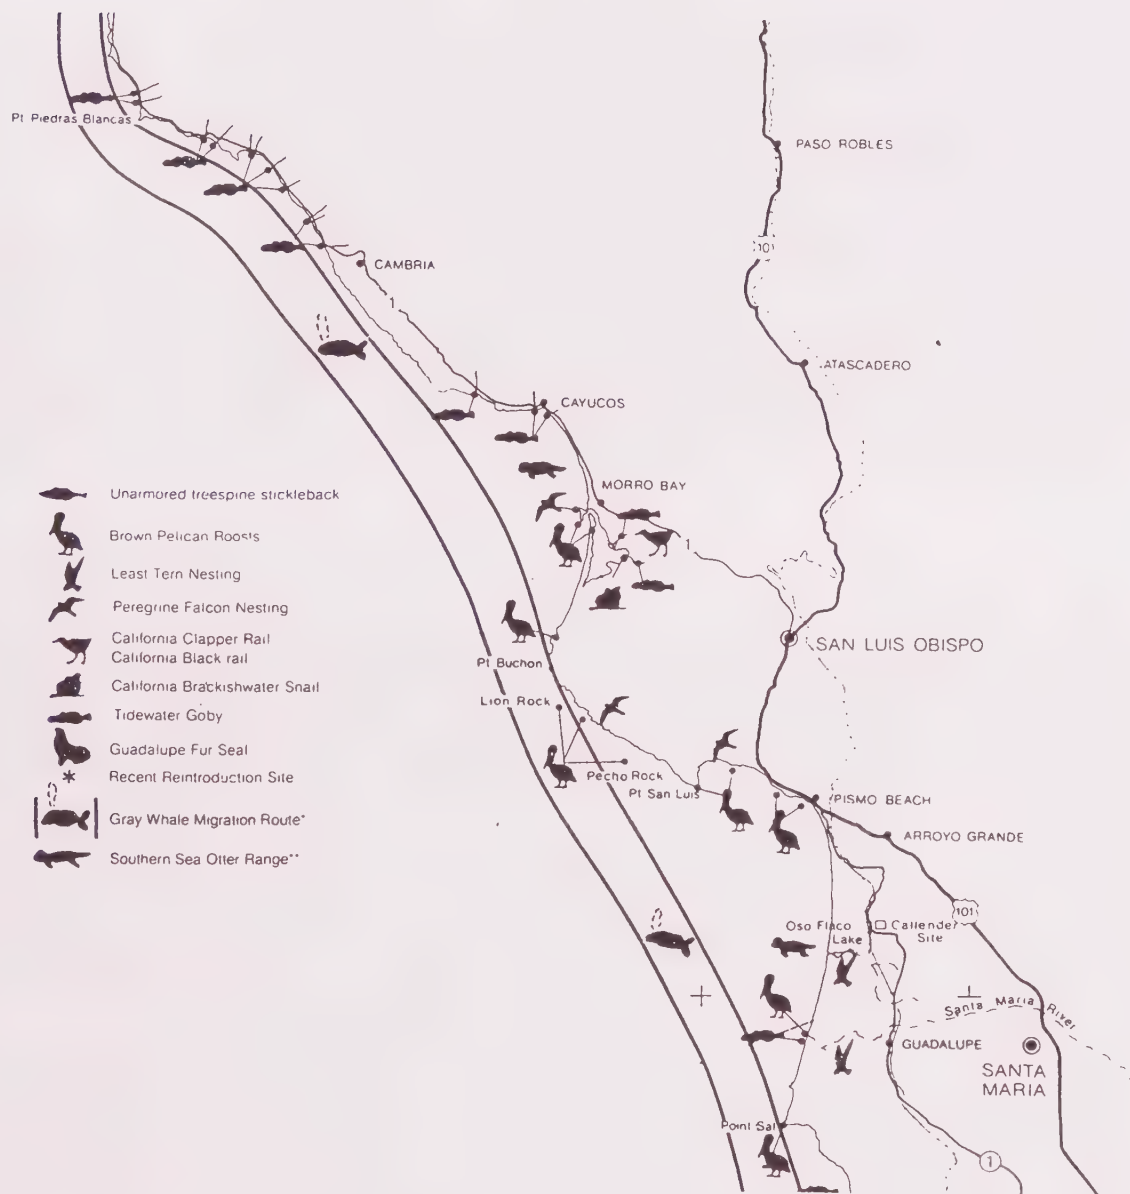 Pt Piedras Blancas
PASO ROBLES
101
CAMBRIA
1
ATASCADERO
CAYUCOS
MORRO BAY
1
Unarmored treespine stickleback
Brown Pelican Roosts
Least Tern Nesting
Peregrine Falcon Nesting
California Clapper Rail
California Black rail
California Brackishwater Snail
Tidewater Goby
Guadalupe Fur Seal
* Recent Reintroduction Site
Gray Whale Migration Route*
Southern Sea Otter Range**
SAN LUIS OBISPO
Pt Buchon
Lion Rock
Pecho Rock
Pt San Luis
PISMO BEACH
ARROYO GRANDE
101
Oso Flaco
Lake
Callender
Site
Santa Maria River
GUADALUPE
SANTA
MARIA
Point Sal
1